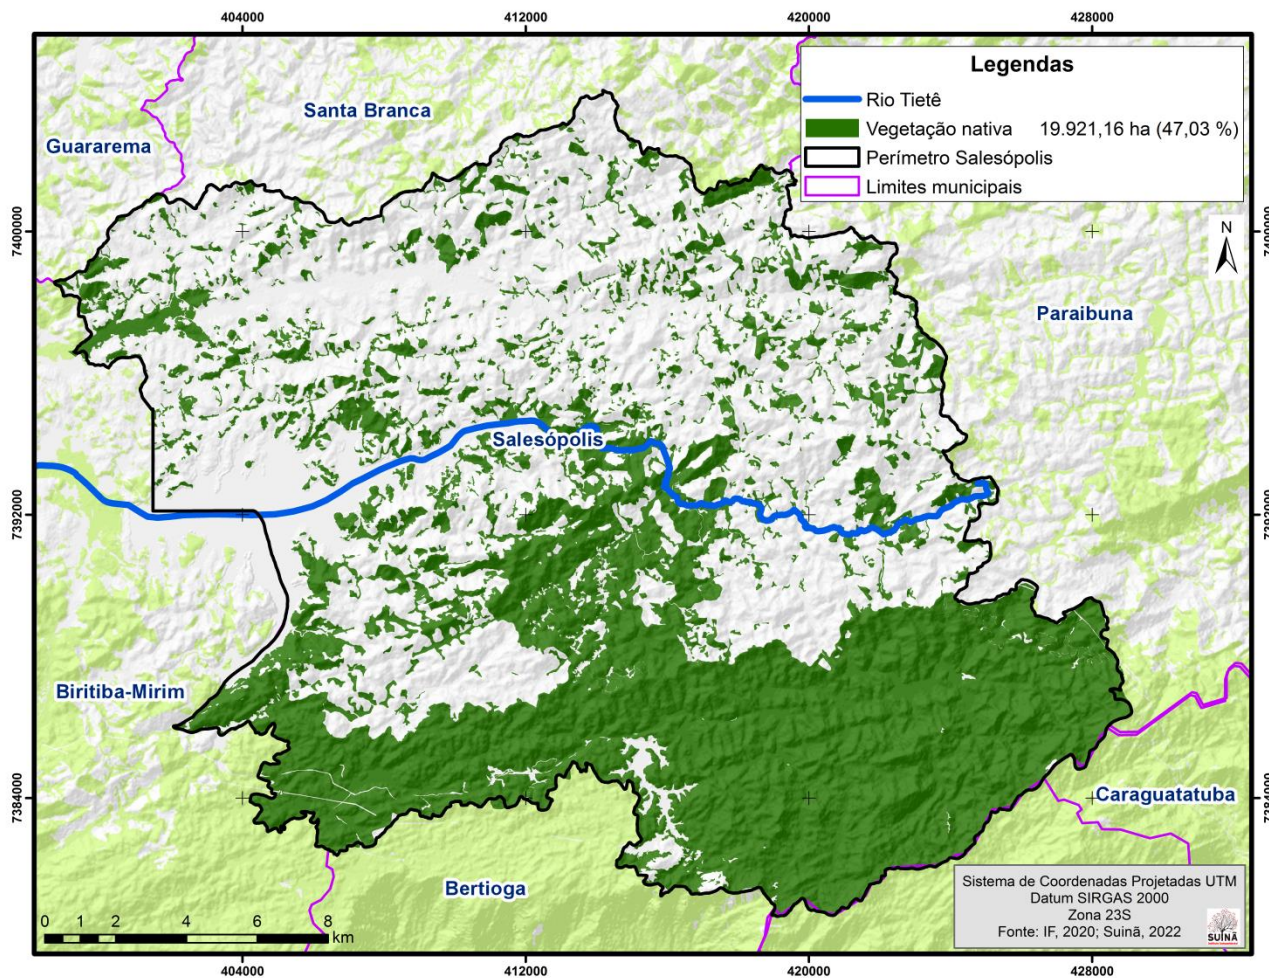 404000
412000
420000
428000
Legendas
Rio Tietê
Vegetação nativa 19.921,16 ha (47,03 %)
Perímetro Salesópolis
Limites municipais
Santa Branca
Guararema
7400000
7400000
N
Paraibuna
Salesópolis
7392000
7392000
Biritiba-Mirim
7384000
7384000
Caraguatatuba
Bertioga
Sistema de Coordenadas Projetadas UTM
Datum SIRGAS 2000
Zona 23S
Fonte: IF, 2020; Suinã, 2022
SUINÃ
0 1 2 4 6 8
km
404000
412000
420000
428000